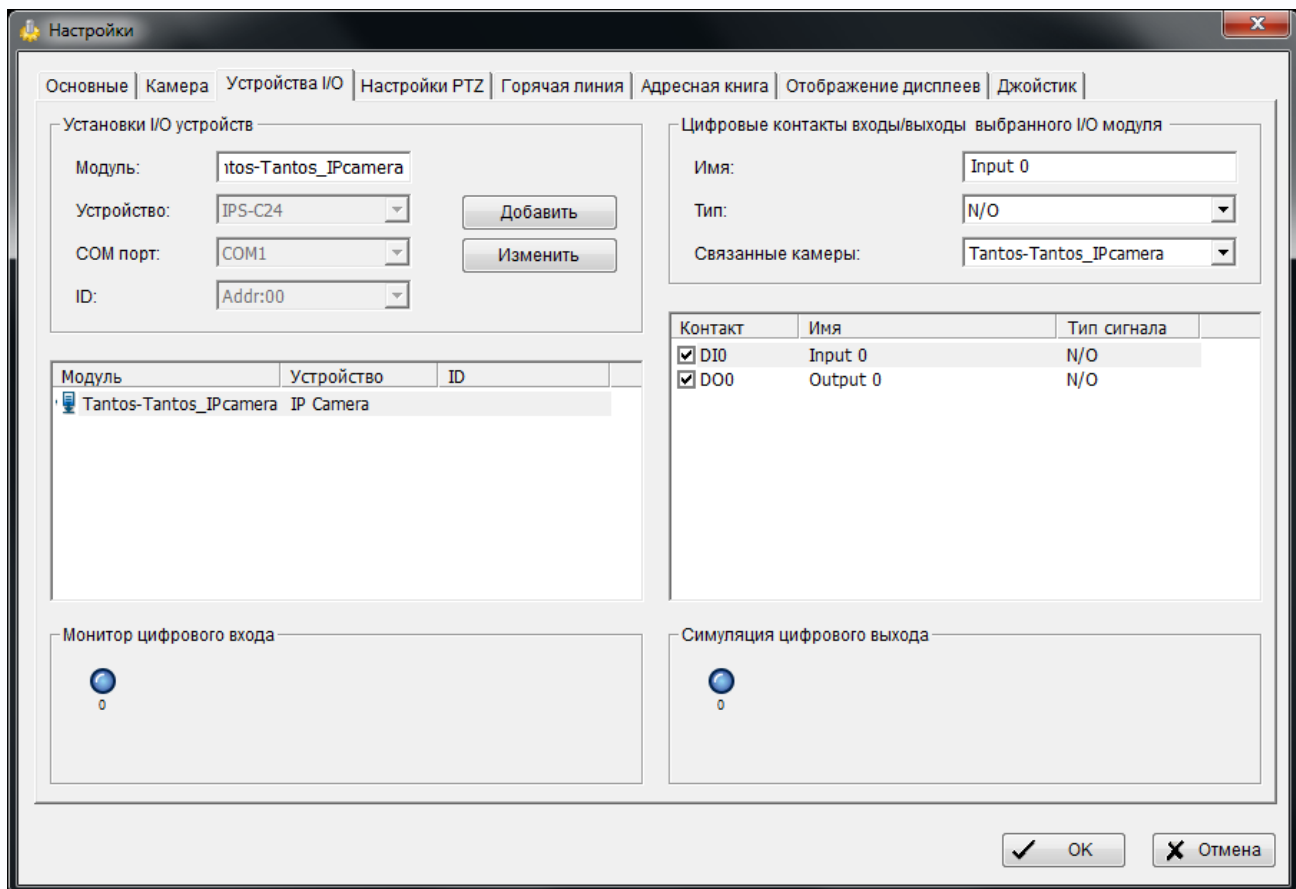 Настройки
Основные Камера Устройства I/O Настройки PTZ Горячая линия Адресная книга Отображение дисплеев Джойстик
Установки I/O устройств
Модуль: ntos-Tantos_IPcamera
Устройство: IPS-C24 Добавить
COM порт: COM1 Изменить
ID: Addr:00
Модуль Устройство ID
Tantos-Tantos_IPcamera IP Camera
Монитор цифрового входа
0
Цифровые контакты входы/выходы выбранного I/O модуля
Имя: Input 0
Тип: N/O
Связанные камеры: Tantos-Tantos_IPcamera
Контакт Имя Тип сигнала
DI0 Input 0 N/O
DO0 Output 0 N/O
Симуляция цифрового выхода
0
OK Отмена